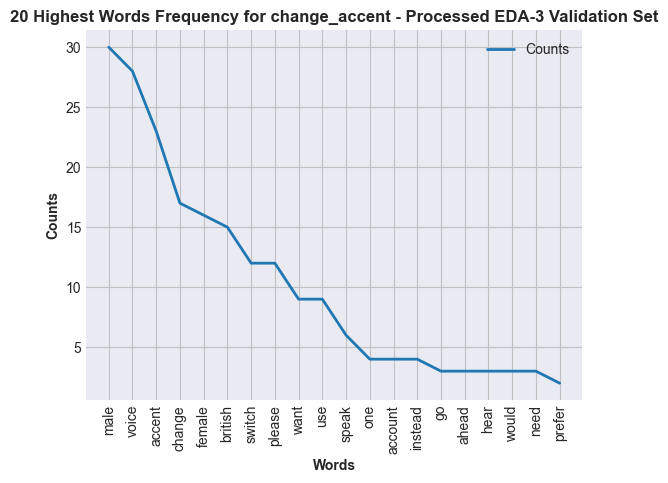 20 Highest Words Frequency for change_accent - Processed EDA-3 Validation Set
Counts
30
25
20
15
10
5
Counts
male
voice
accent
change
female
british
switch
please
want
use
speak
one
account
instead
go
ahead
hear
would
need
prefer
Words